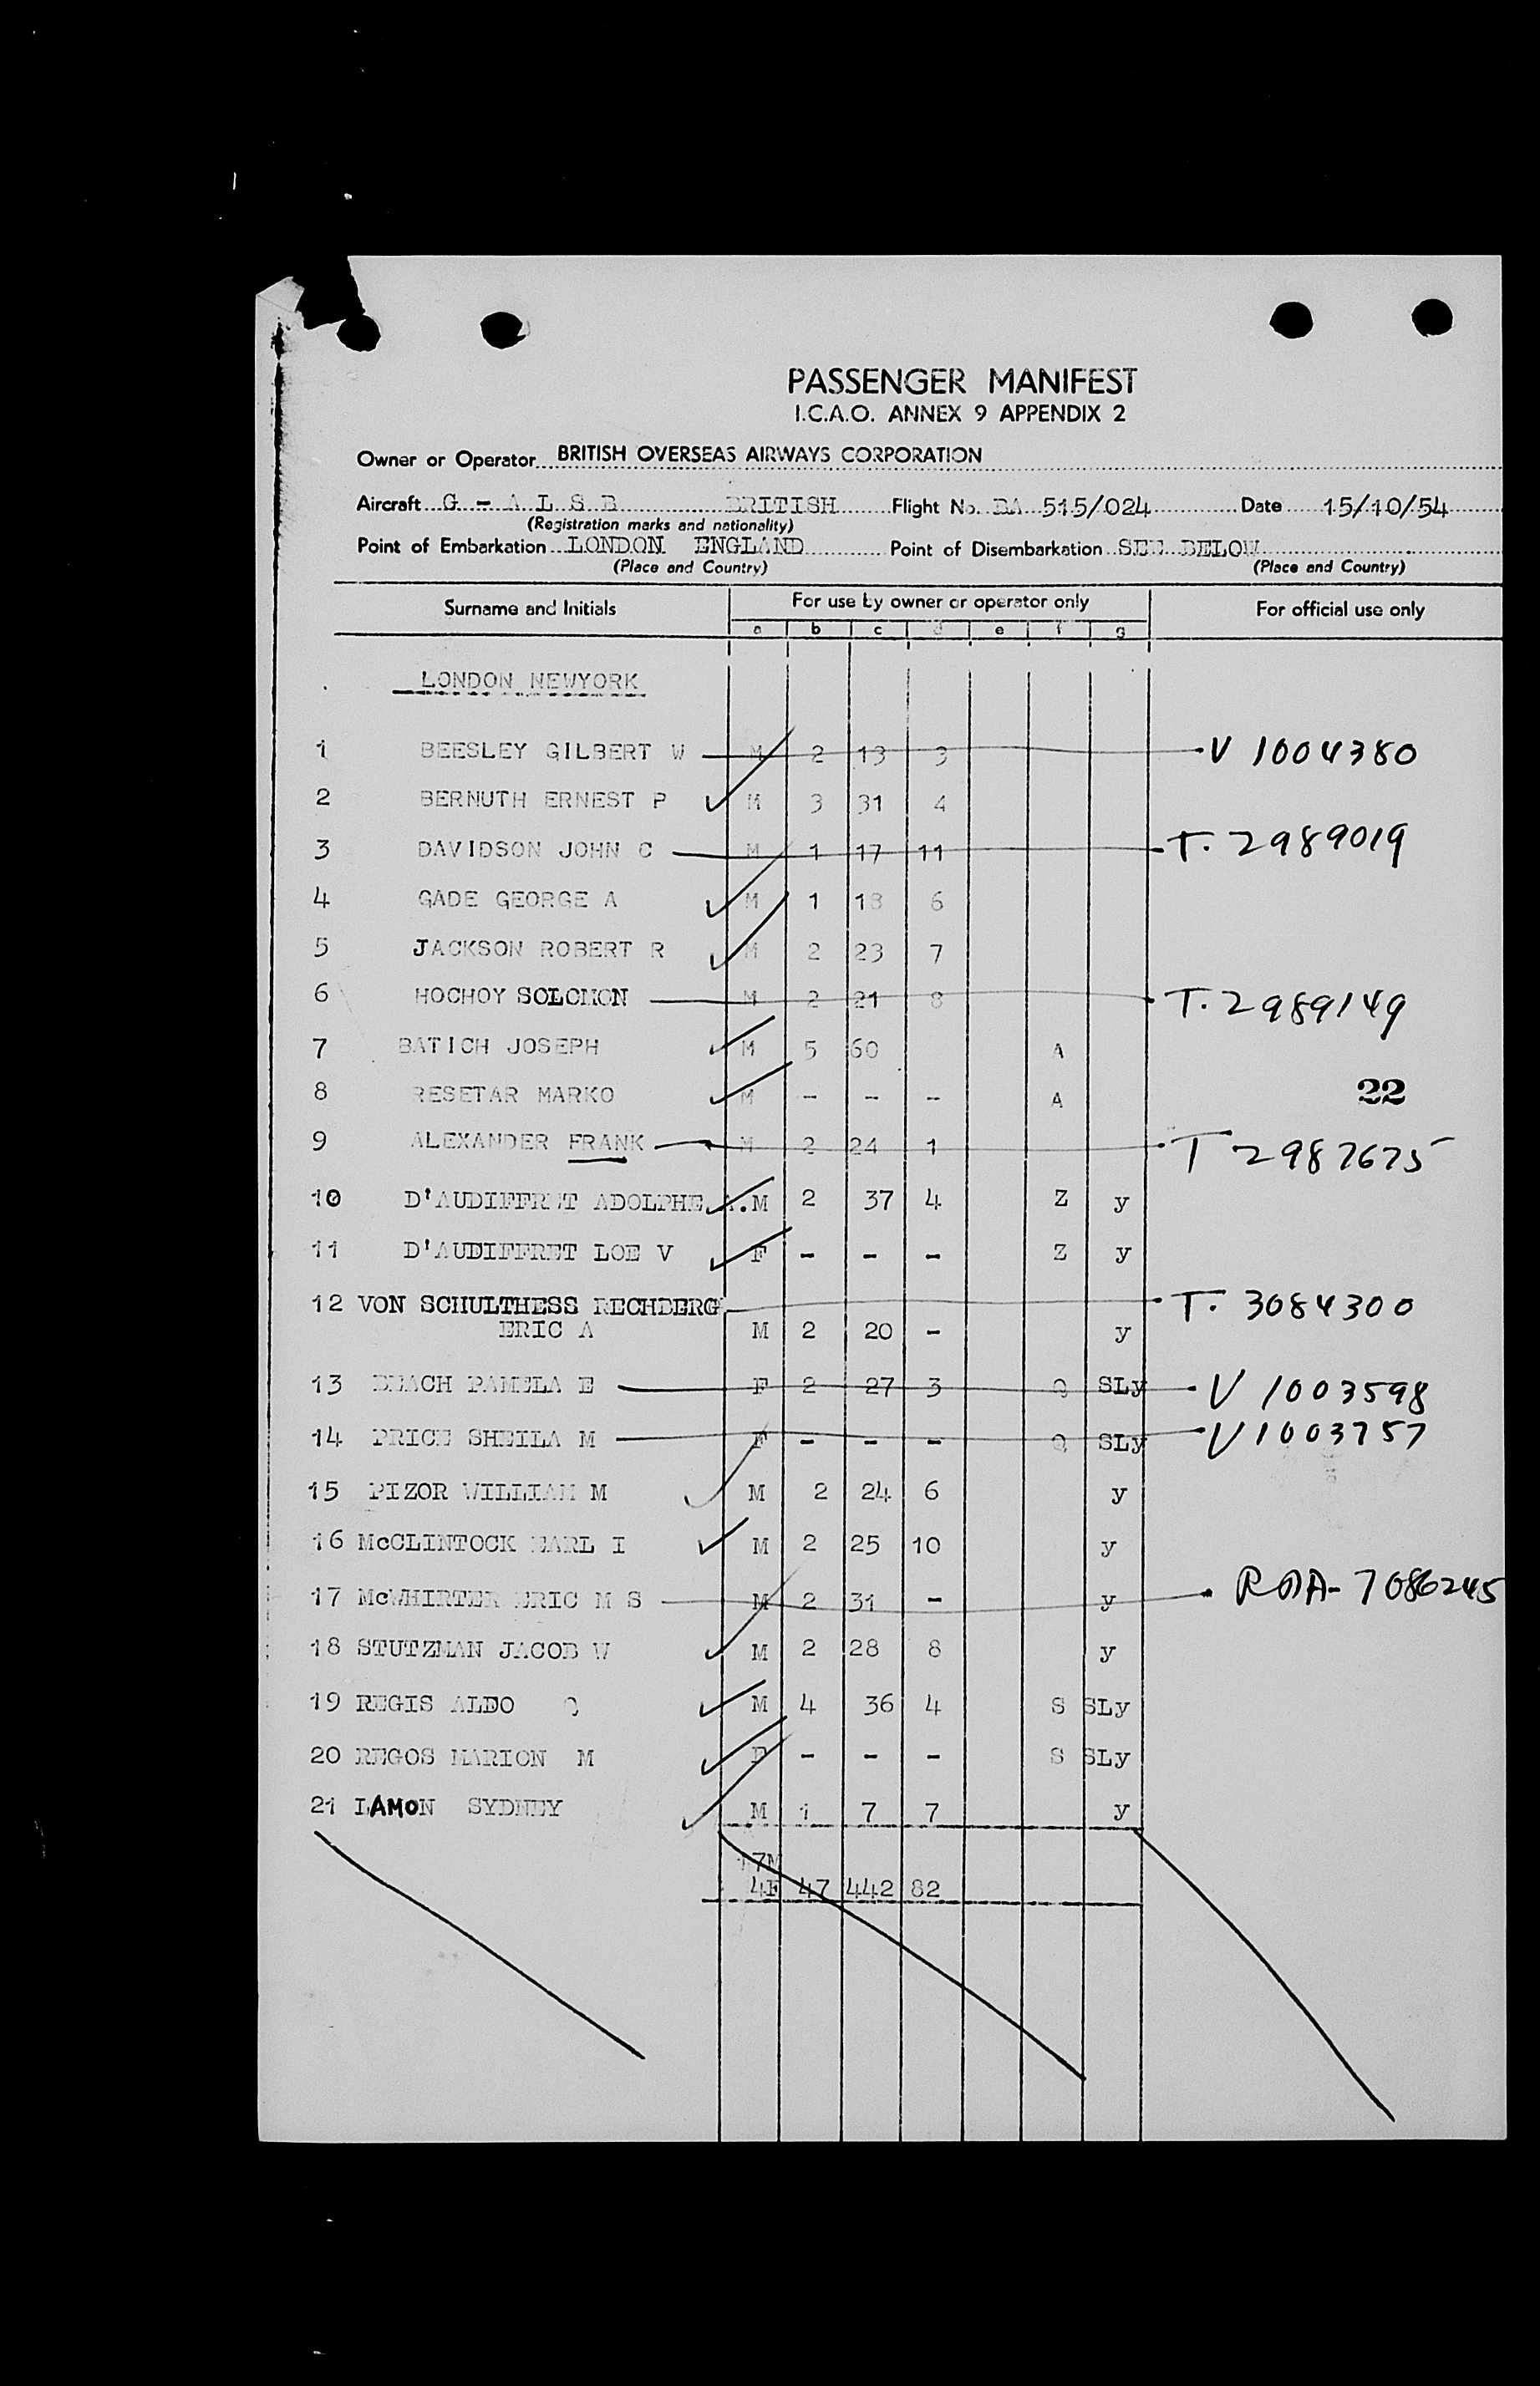 PASSENGER MANIFEST
I.C.A.O. ANNEX 9 APPENDIX 2
Owner or Operator BRITISH OVERSEAS AIRWAYS CORPORATION
Aircraft G - A L S B BRITISH Flight No. BA 515/024 Date 15/10/54
(Registration marks and nationality)
Point of Embarkation LONDON ENGLAND Point of Disembarkation SEE BELOW
(Place and Country) (Place and Country)
Surname and Initials For use by owner or operator only For official use only
a b c d e f g
LONDON NEWYORK
1 BEESLEY GILBERT W M 2 13 3 V 1004380
2 BERNUTH ERNEST P M 3 31 4
3 DAVIDSON JOHN C M 1 17 11 T. 2989019
4 GADE GEORGE A M 1 18 6
5 JACKSON ROBERT R M 2 23 7
6 HOCHOY SOLOMON M 2 21 8 T. 2989149
7 BATICH JOSEPH M 5 60 A
8 RESETAR MARKO M - - - A 22
9 ALEXANDER FRANK M 2 24 1 T 2987675
10 D'AUDIFFRET ADOLPHE A. M 2 37 4 Z y
11 D'AUDIFFRET LOE V F - - - Z y
12 VON SCHULTHESS RECHBERG T. 3084300
ERIC A M 2 20 - y
13 BEACH PAMELA E F 2 27 3 Q SLy V 1003598
14 PRICE SHEILA M F - - - Q SLy V1003757
15 PIZOR WILLIAM M M 2 24 6 y
16 McCLINTOCK EARL I M 2 25 10 y
17 McWHIRTER ERIC M S M 2 31 - y 7086245
18 STUTZMAN JACOB W M 2 28 8 y
19 REGIS ALDO Q M 4 36 4 S SLy
20 REGOS MARION M F - - - S SLy
21 LAMON SYDNEY M 1 7 7 y
17M
4F 47 442 82